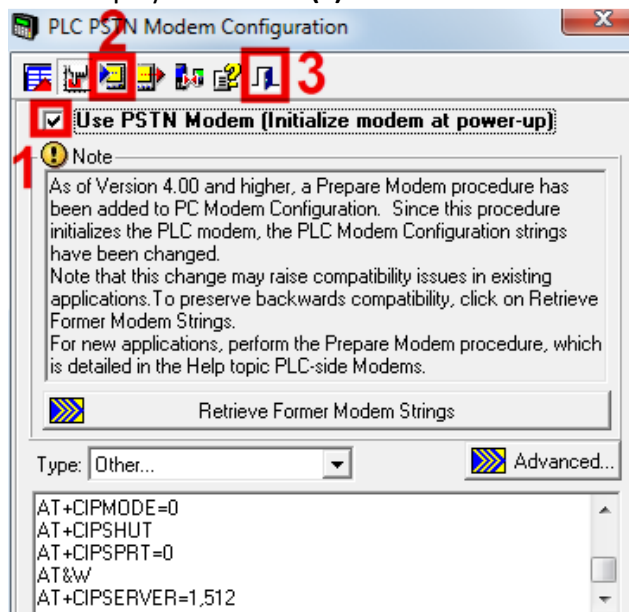 PLC PSTN Modem Configuration
2
3
Use PSTN Modem (Initialize modem at power-up)
1
Note
As of Version 4.00 and higher, a Prepare Modem procedure has
been added to PC Modem Configuration. Since this procedure
initializes the PLC modem, the PLC Modem Configuration strings
have been changed.
Note that this change may raise compatibility issues in existing
applications.To preserve backwards compatibility, click on Retrieve
Former Modem Strings.
For new applications, perform the Prepare Modem procedure, which
is detailed in the Help topic PLC-side Modems.
Retrieve Former Modem Strings
Type: Other...
Advanced...
AT+CIPMODE=0
AT+CIPSHUT
AT+CIPSPRT=0
AT&W
AT+CIPSERVER=1,512